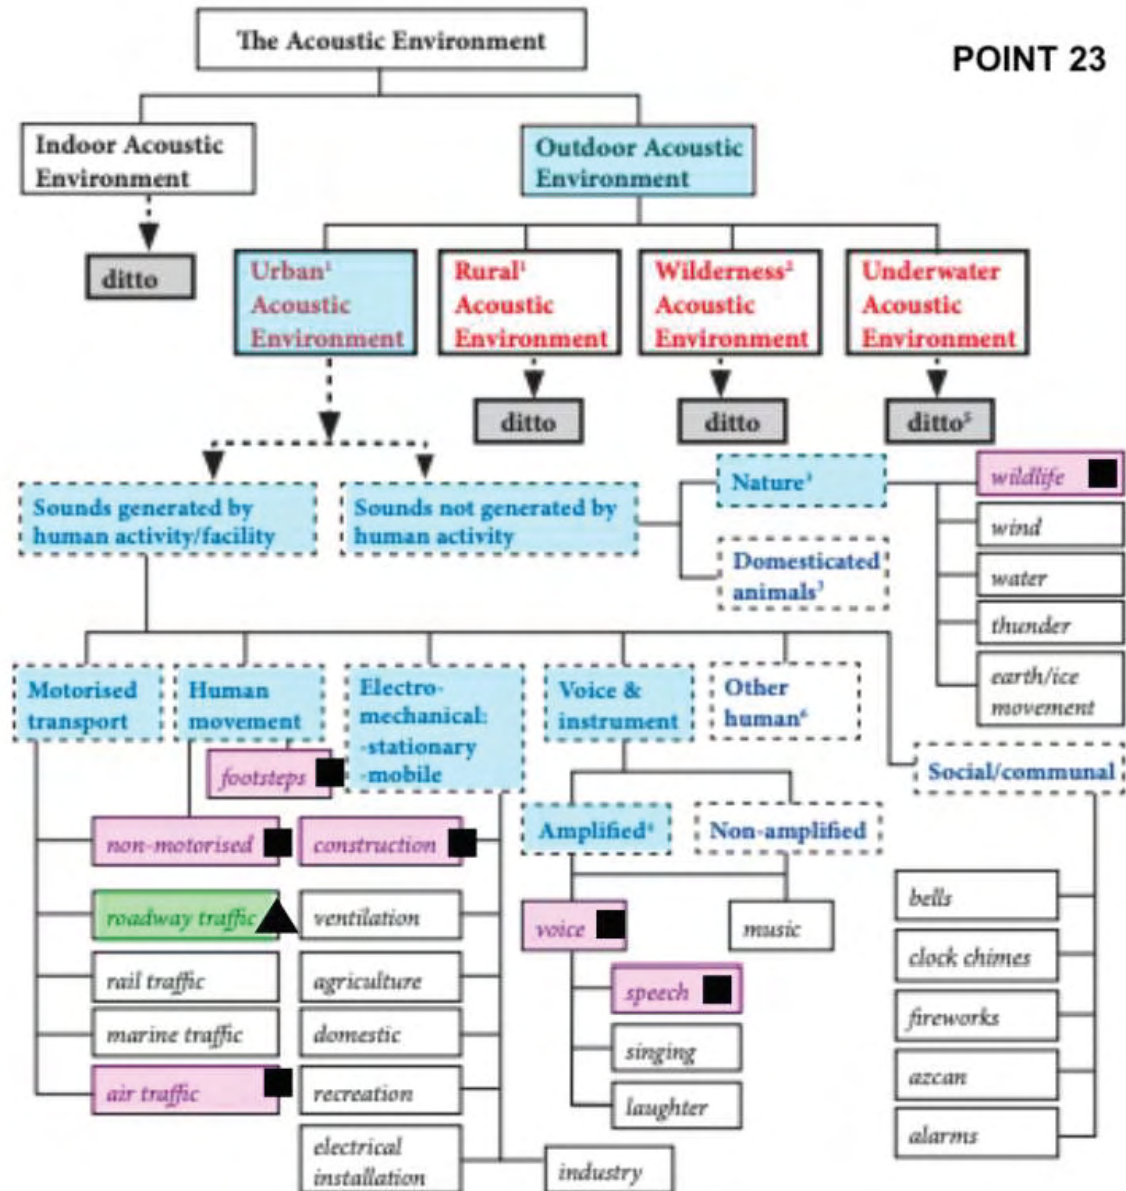 The Acoustic Environment
POINT 23
Indoor Acoustic
Environment
Outdoor Acoustic
Environment
ditto
Urban¹
Acoustic
Environment
Rural¹
Acoustic
Environment
Wilderness²
Acoustic
Environment
Underwater
Acoustic
Environment
ditto
ditto
ditto⁵
Sounds generated by
human activity/facility
Sounds not generated by
human activity
Nature³
Domesticated
animals³
wildlife
wind
water
thunder
earth/ice
movement
Motorised
transport
Human
movement
Electro-
mechanical:
-stationary
-mobile
Voice &
instrument
Other
human⁶
Social/communal
footsteps
non-motorised
construction
Amplified⁴
Non-amplified
roadway traffic
ventilation
voice
music
bells
rail traffic
agriculture
speech
clock chimes
marine traffic
domestic
singing
fireworks
air traffic
recreation
laughter
azcan
electrical
installation
industry
alarms